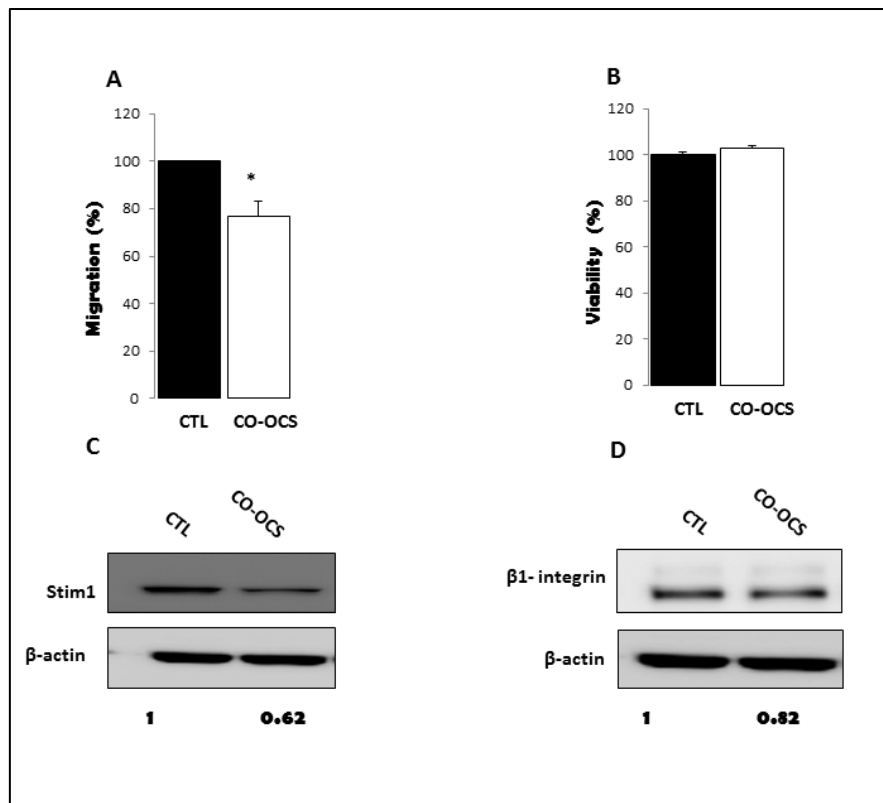 A
120
100
80
60
40
20
0
Migration (%)
*
CTL CO-OCS
B
120
100
80
60
40
20
0
Viability (%)
CTL CO-OCS
C
CTL CO-OCS
Stim1
β-actin
1 0.62
D
CTL CO-OCS
β1- integrin
β-actin
1 0.82